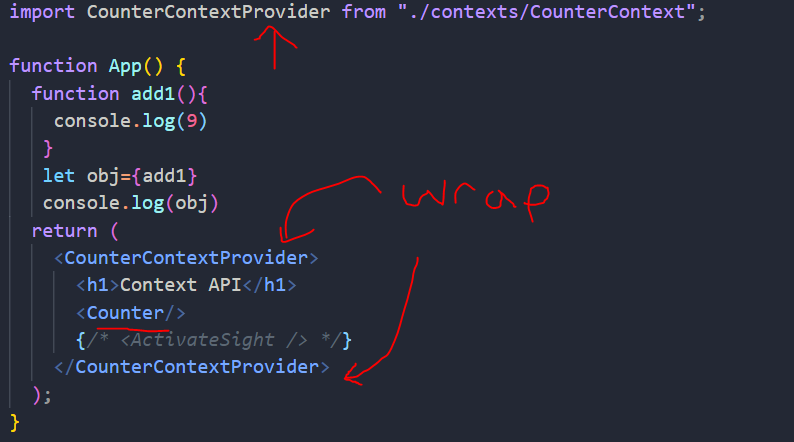 import CounterContextProvider from "./contexts/CounterContext";
function App() {
function add1(){
console.log(9)
}
let obj={add1}
console.log(obj)
wrap
return (
<CounterContextProvider>
<h1>Context API</h1>
<Counter/>
{/* <ActivateSight /> */}
</CounterContextProvider>
);
}